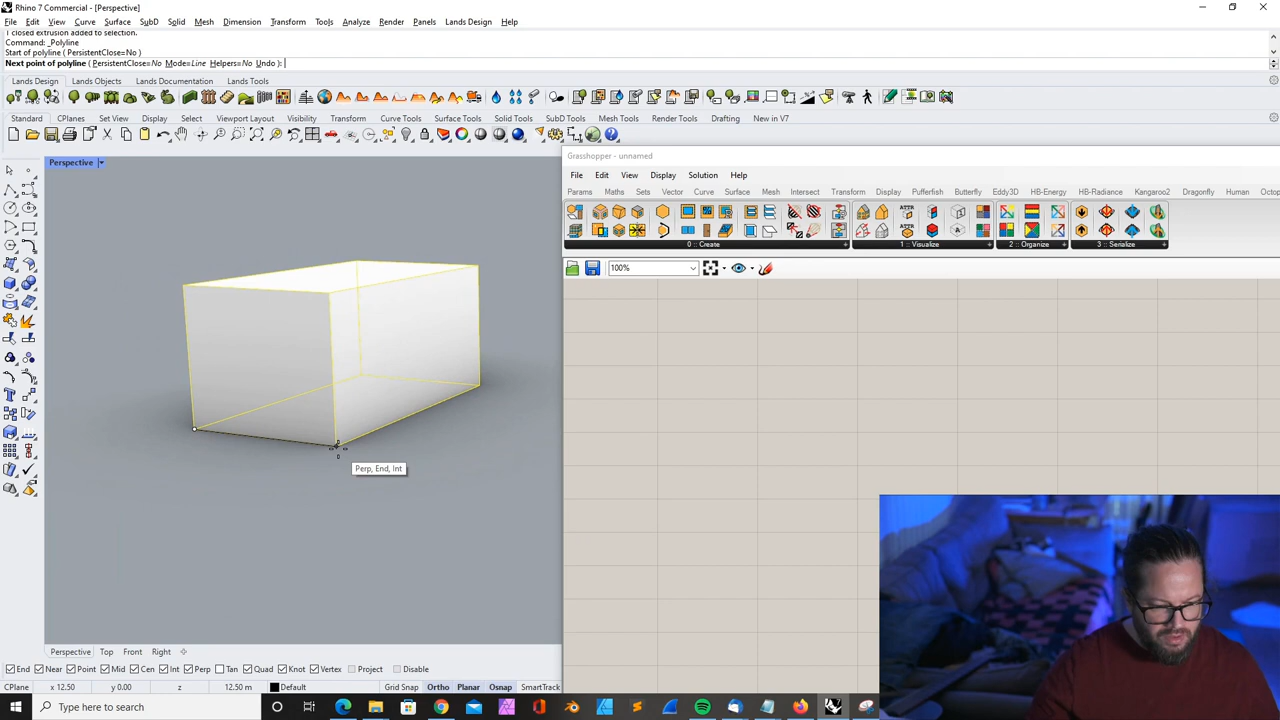 Rhino 7 Commercial - [Perspective]
File Edit View Curve Surface SubD Solid Mesh Dimension Transform Tools Analyze Render Panels Lands Design Help
1 closed extrusion added to selection.
Command: _Polyline
Start of polyline ( PersistentClose=No )
Next point of polyline ( PersistentClose=No Mode=Line Helpers=No Undo ):
Lands Design Lands Objects Lands Documentation Lands Tools
Standard CPlanes Set View Display Select Viewport Layout Visibility Transform Curve Tools Surface Tools Solid Tools SubD Tools Mesh Tools Render Tools Drafting New in V7
Perspective
Grasshopper - unnamed
File Edit View Display Solution Help
Params Maths Sets Vector Curve Surface Mesh Intersect Transform Display Pufferfish Butterfly Eddy3D HB-Energy HB-Radiance Kangaroo2 Dragonfly Human Octop
0 :: Create 1 :: Visualize 2 :: Organize 3 :: Serialize
100%
Perp, End, Int
Perspective Top Front Right
End Near Point Mid Cen Int Perp Tan Quad Knot Vertex Project Disable
CPlane x 12.50 y 0.00 z 12.50 m Default Grid Snap Ortho Planar Osnap SmartTrack
Type here to search